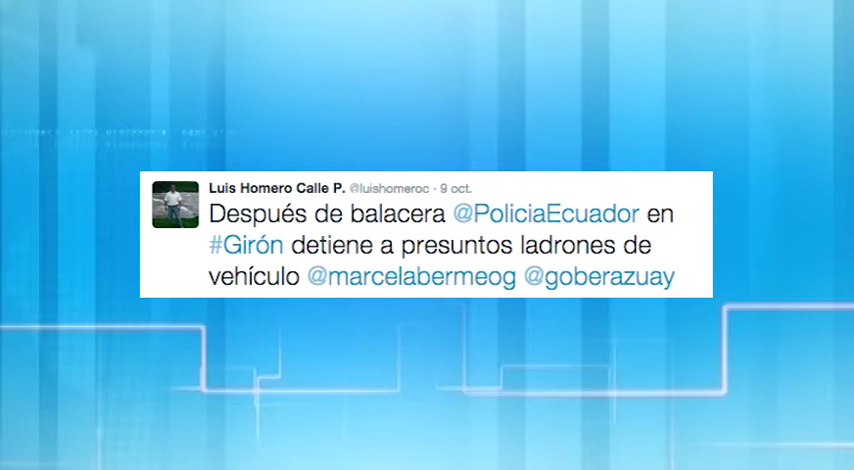 Luis Homero Calle P. @luishomeroc · 9 oct.
Después de balacera @PoliciaEcuador en
#Girón detiene a presuntos ladrones de
vehículo @marcelabermeog @goberazuay